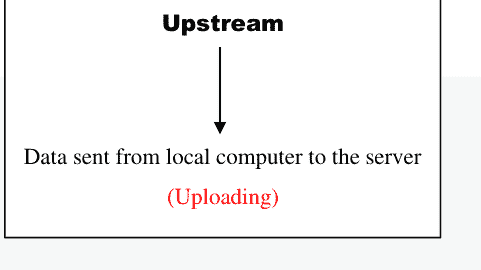 Upstream
Data sent from local computer to the server
(Uploading)